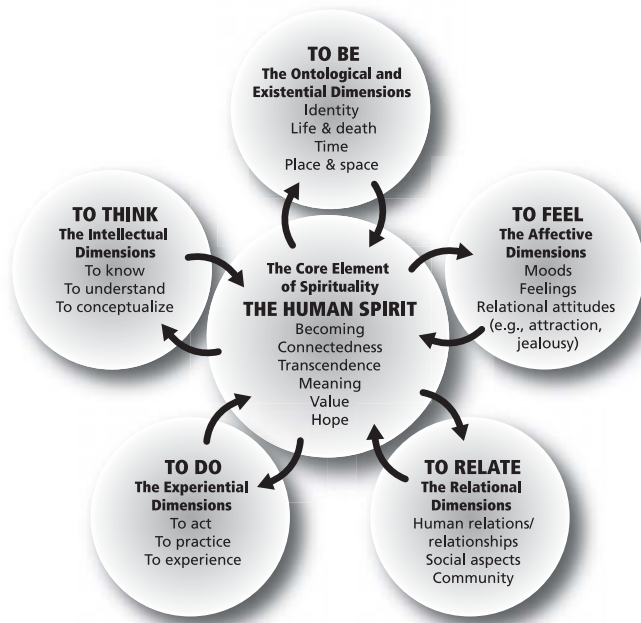 TO BE
The Ontological and
Existential Dimensions
Identity
Life & death
Time
Place & space
TO THINK
The Intellectual
Dimensions
To know
To understand
To conceptualize
TO FEEL
The Affective
Dimensions
Moods
Feelings
Relational attitudes
(e.g., attraction,
jealousy)
The Core Element
of Spirituality
THE HUMAN SPIRIT
Becoming
Connectedness
Transcendence
Meaning
Value
Hope
TO DO
The Experiential
Dimensions
To act
To practice
To experience
TO RELATE
The Relational
Dimensions
Human relations/
relationships
Social aspects
Community